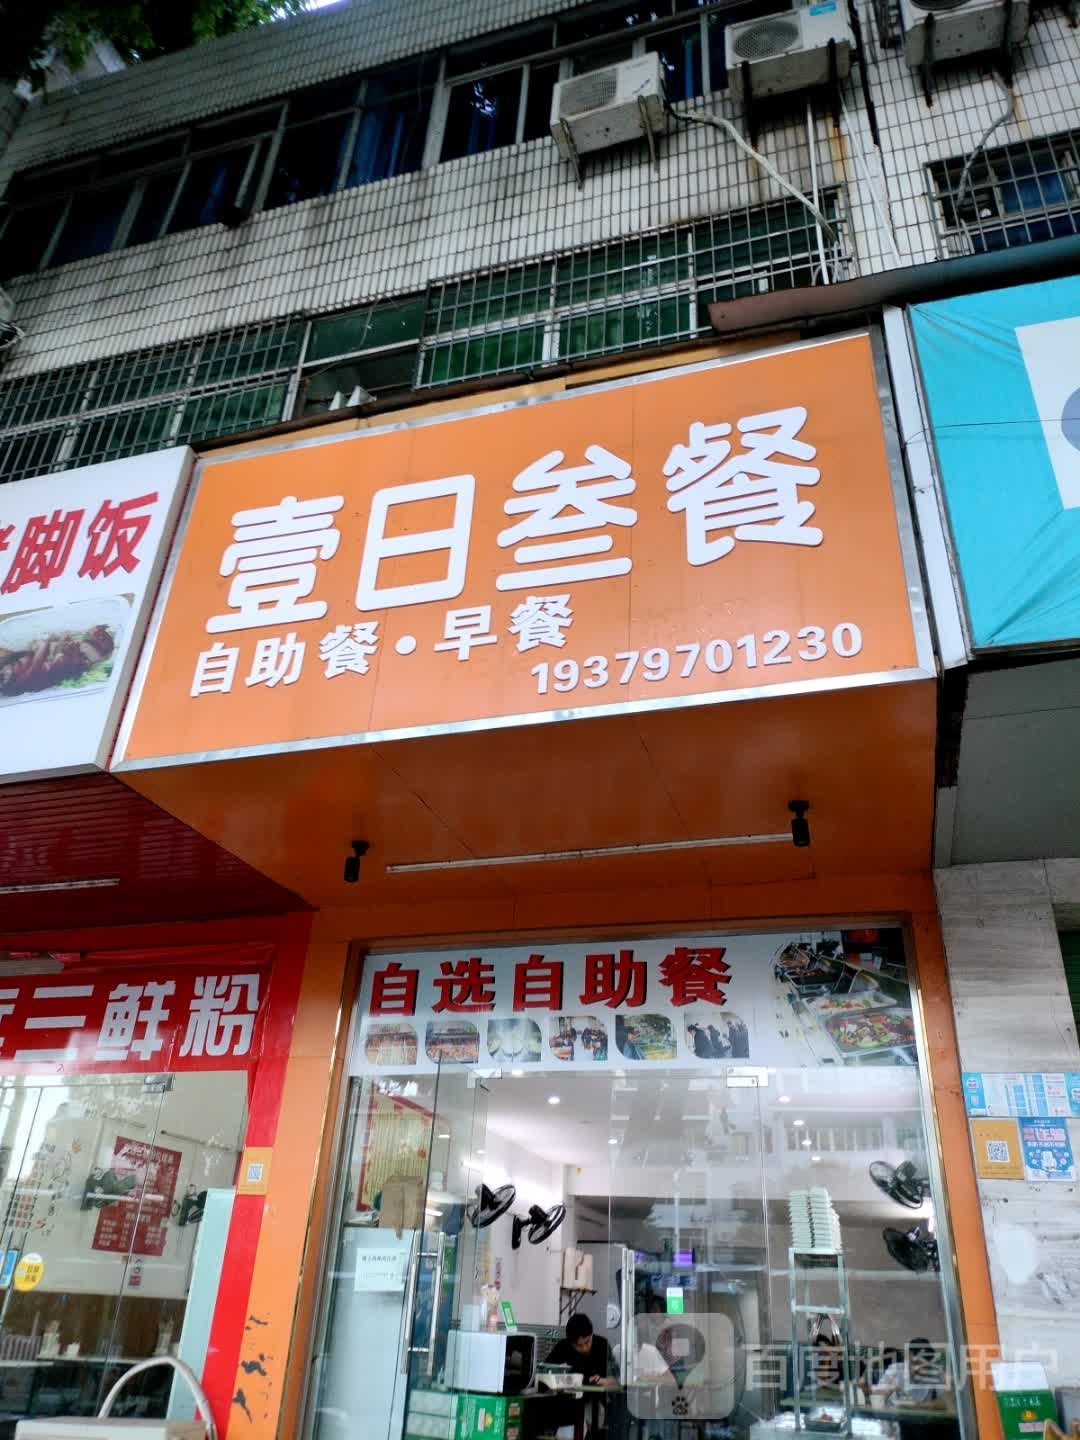 壹日叁餐
自助餐·早餐
19379701230
脚饭
自选自助餐
三鲜粉
百度地图用户